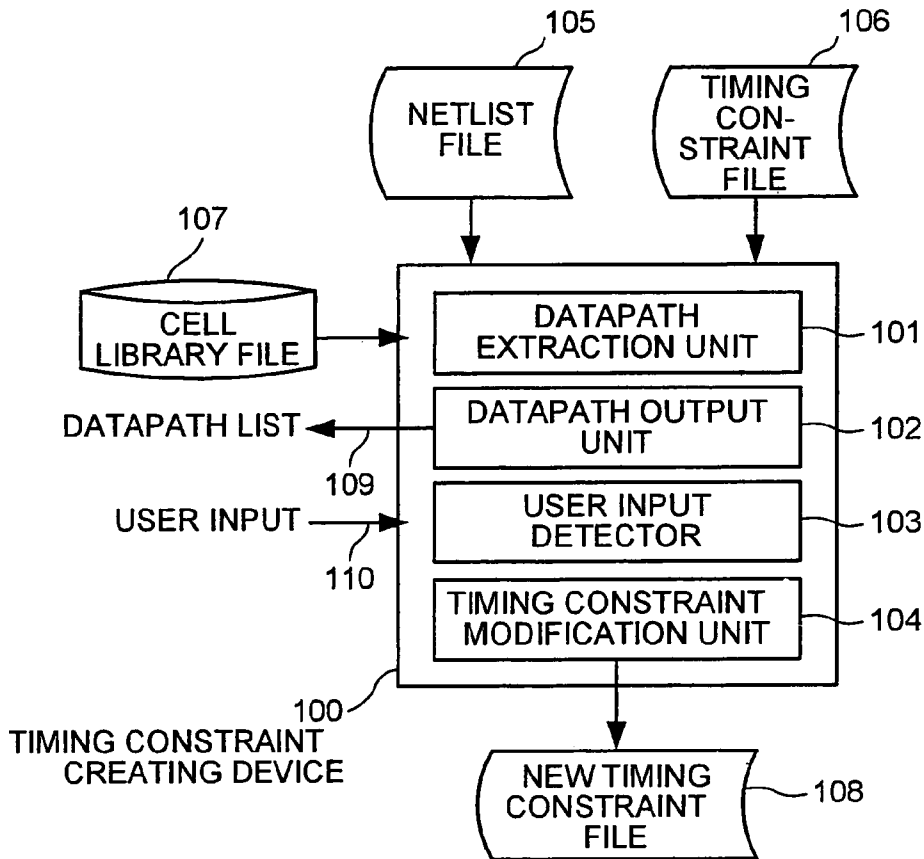 105
106
NETLIST
FILE
TIMING
CON-
STRAINT
FILE
107
CELL
LIBRARY FILE
DATAPATH
EXTRACTION UNIT
101
DATAPATH LIST
109
DATAPATH OUTPUT
UNIT
102
USER INPUT
110
USER INPUT
DETECTOR
103
TIMING CONSTRAINT
MODIFICATION UNIT
104
100
TIMING CONSTRAINT
CREATING DEVICE
NEW TIMING
CONSTRAINT
FILE
108